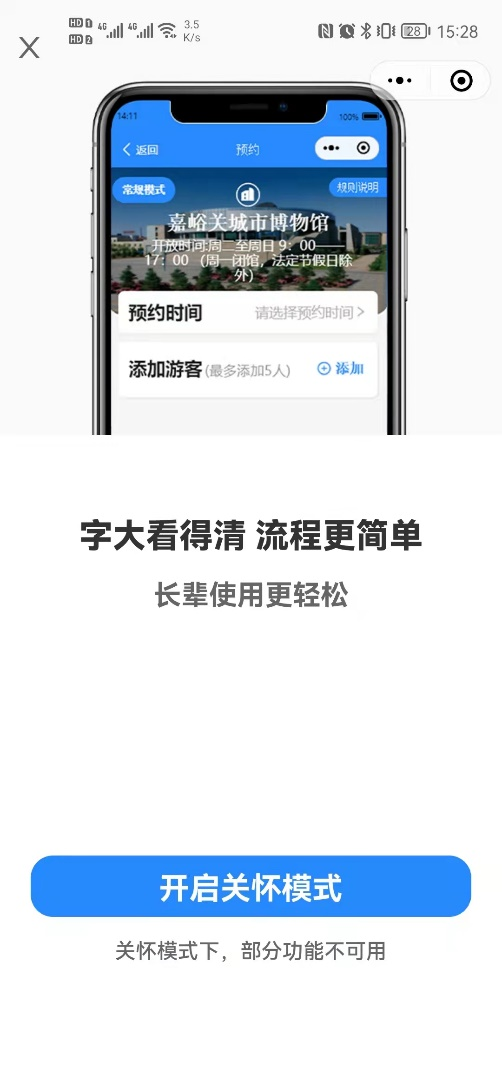 HD 1 4G 4G 3.5 28 15:28
HD 2 K/s
14:11 100%
返回 预约
常规模式 规则说明
嘉峪关城市博物馆
开放时间:周二至周日 9：00——
17：00 （周一闭馆，法定节假日除
外）
预约时间 请选择预约时间
添加游客(最多添加5人) 添加
字大看得清 流程更简单
长辈使用更轻松
开启关怀模式
关怀模式下，部分功能不可用